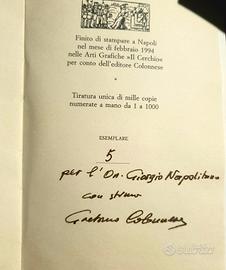 Finito di stampare a Napoli
nel mese di febbraio 1994
nelle Arti Grafiche »Il Cerchio«
per conto dell'editore Colonnese
*
Tiratura unica di mille copie
numerate a mano da 1 a 1000
ESEMPLARE
5
per l'On. Giorgio Napolitano
con stima
Gaetano Colonnese
subito